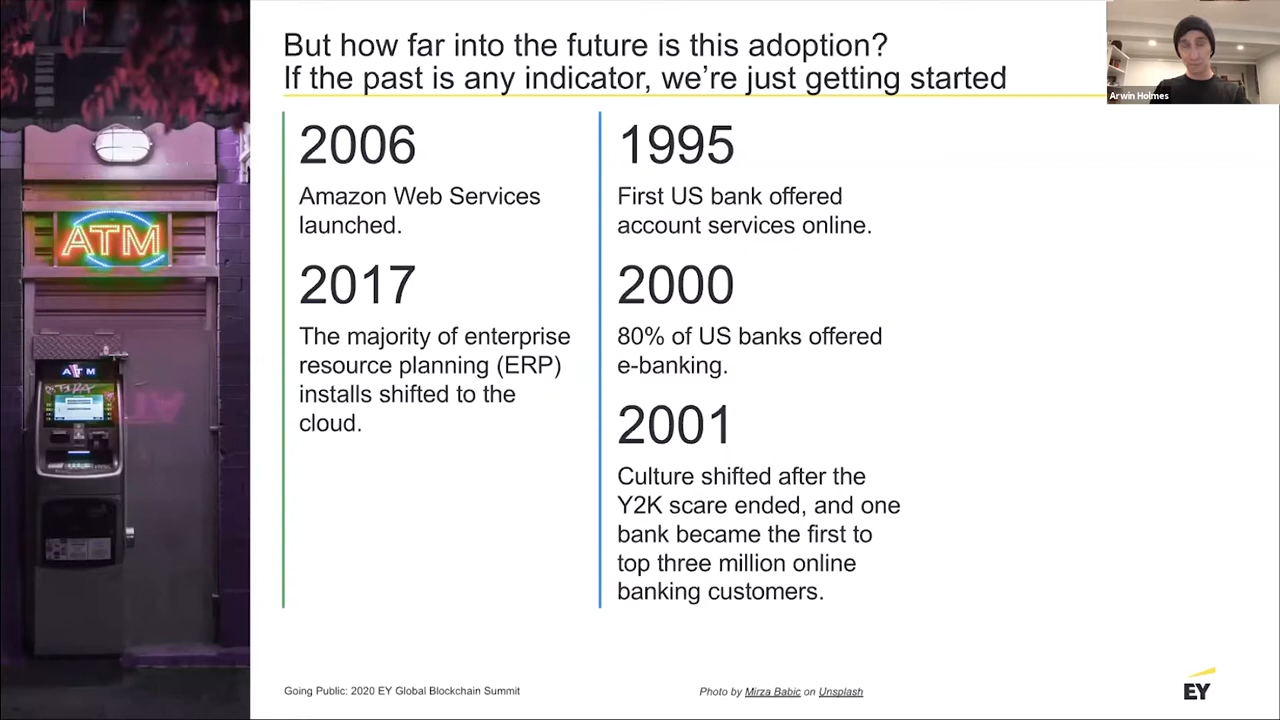 But how far into the future is this adoption?
If the past is any indicator, we're just getting started
Arwin Holmes
ATM
ATM
2006
Amazon Web Services
launched.
2017
The majority of enterprise
resource planning (ERP)
installs shifted to the
cloud.
1995
First US bank offered
account services online.
2000
80% of US banks offered
e-banking.
2001
Culture shifted after the
Y2K scare ended, and one
bank became the first to
top three million online
banking customers.
Going Public: 2020 EY Global Blockchain Summit
Photo by Mirza Babic on Unsplash
EY